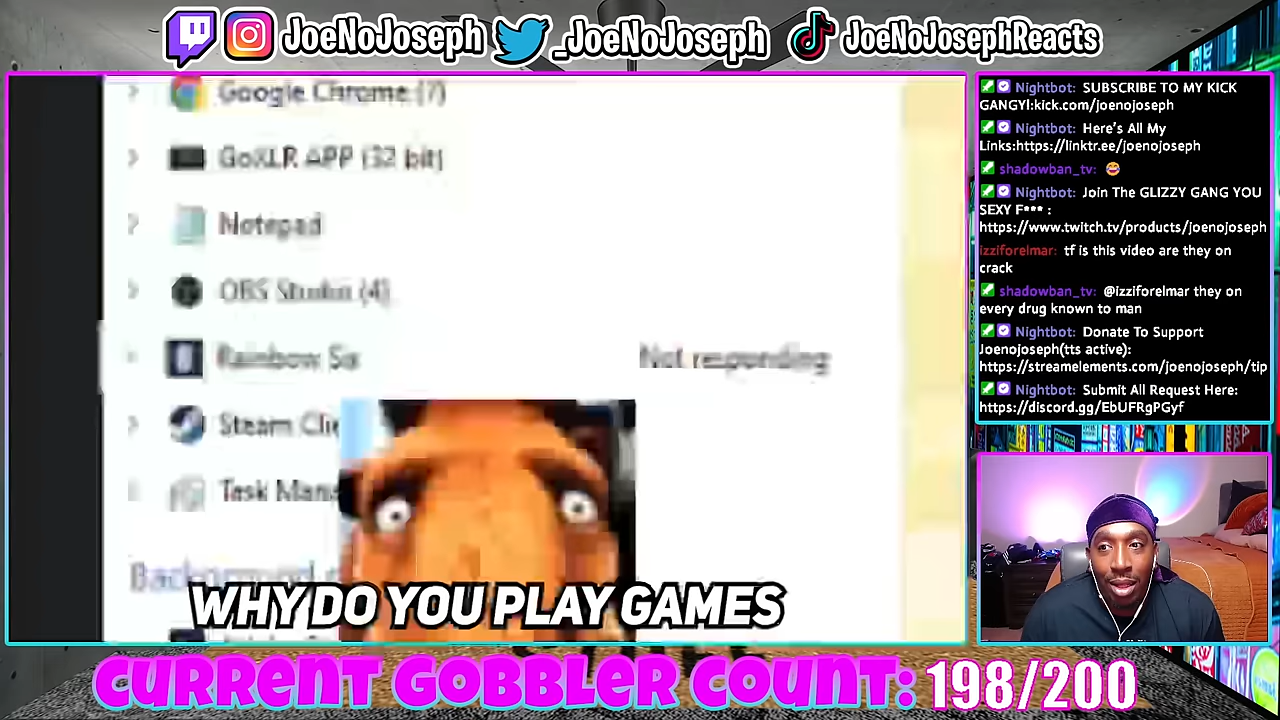 JoeNoJoseph _JoeNoJoseph JoeNoJosephReacts
Google Chrome (7)
GoXLR APP (32 bit)
Notepad
OBS Studio (4)
Rainbow Six
Not responding
Steam Clie
Task Mana
Background
WHY DO YOU PLAY GAMES
Nightbot: SUBSCRIBE TO MY KICK
GANGY!:kick.com/joenojoseph
Nightbot: Here's All My
Links:https://linktr.ee/joenojoseph
shadowban_tv: 😂
Nightbot: Join The GLIZZY GANG YOU
SEXY F*** :
https://www.twitch.tv/products/joenojoseph
izziforelmar: tf is this video are they on
crack
shadowban_tv: @izziforelmar they on
every drug known to man
Nightbot: Donate To Support
Joenojoseph(tts active):
https://streamelements.com/joenojoseph/tip
Nightbot: Submit All Request Here:
https://discord.gg/EbUFRgPGyf
CURRENT GOBBLER COUNT: 198/200